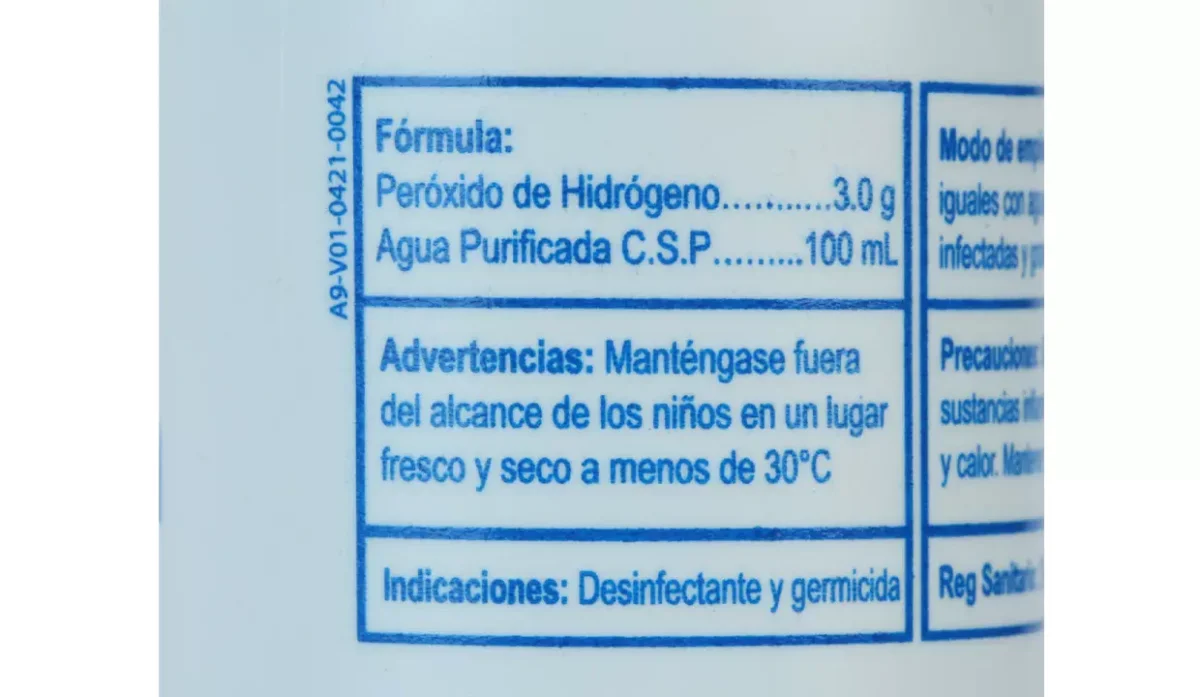 A9-V01-0421-0042
Fórmula:
Peróxido de Hidrógeno...........3.0 g
Agua Purificada C.S.P.........100 mL
Advertencias: Manténgase fuera
del alcance de los niños en un lugar
fresco y seco a menos de 30°C
Indicaciones: Desinfectante y germicida
Modo de
iguales con
infectadas y
Precauciones:
sustancias
y calor.
Reg Sanitario: